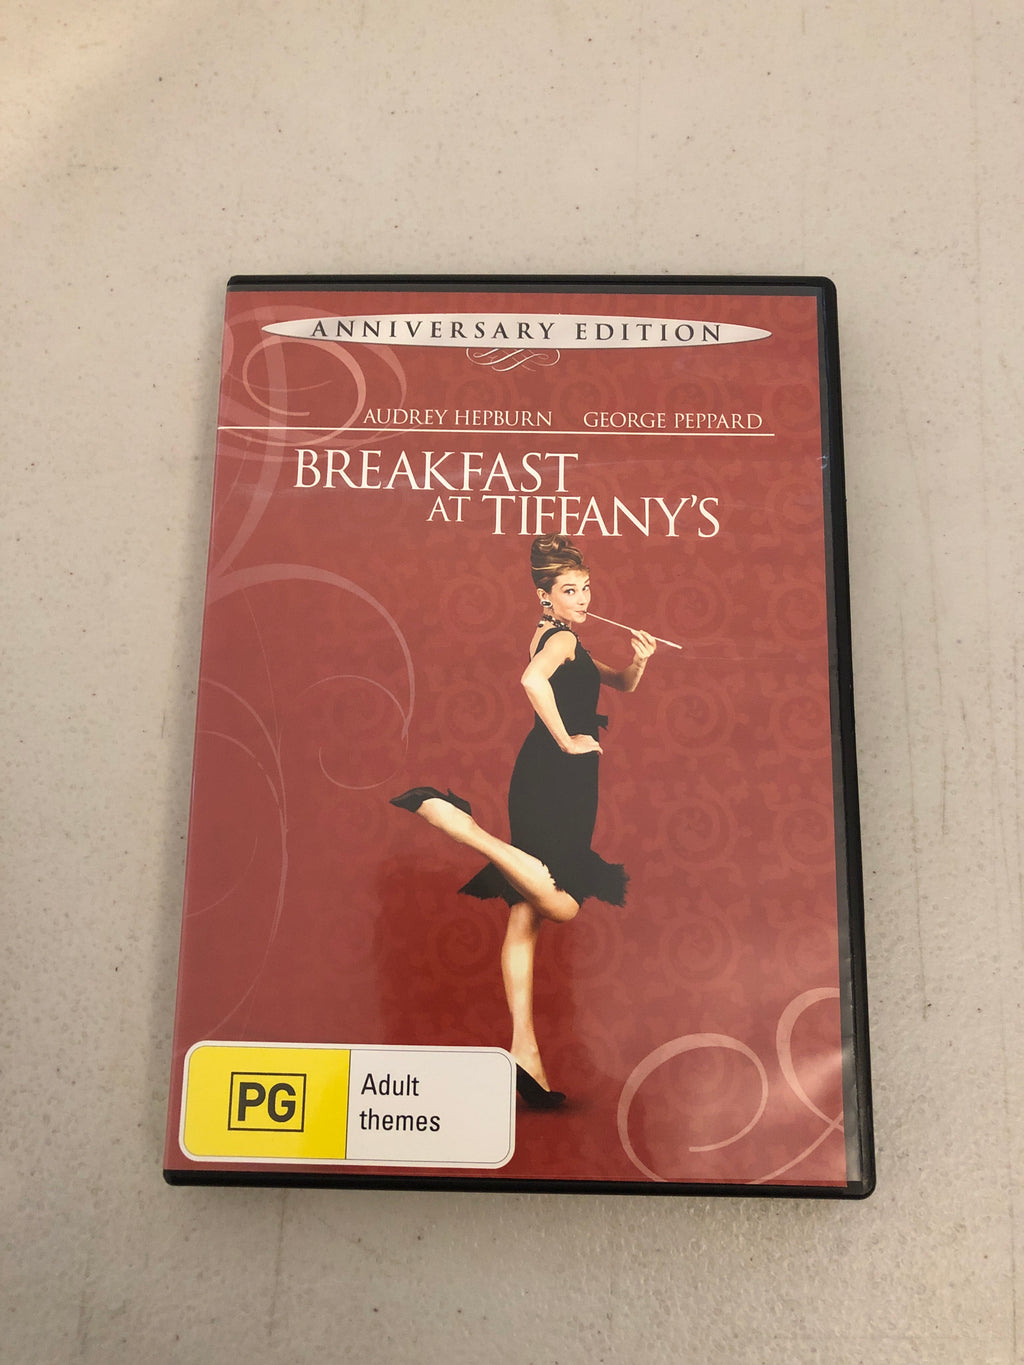 ANNIVERSARY EDITION
AUDREY HEPBURN GEORGE PEPPARD
BREAKFAST
AT TIFFANY'S
PG
Adult
themes